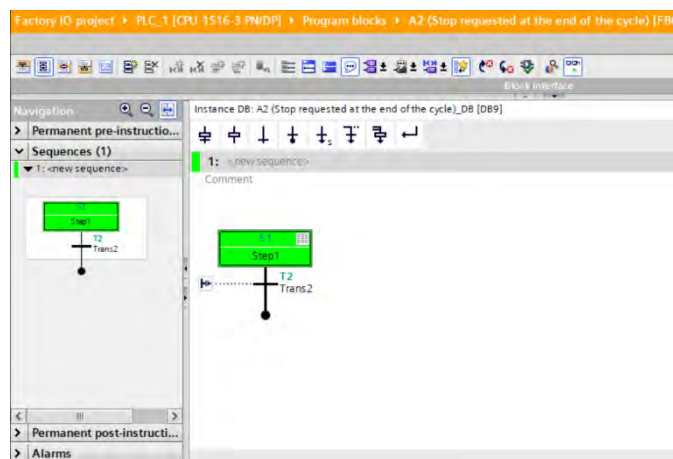 Factory IO project ▸ PLC_1 [CPU 1516-3 PN/DP] ▸ Program blocks ▸ A2 (Stop requested at the end of the cycle) [FB
Block interface
Navigation
Instance DB: A2 (Stop requested at the end of the cycle)_DB [DB9]
Permanent pre-instructio...
Sequences (1)
1: <new sequence>
1: <new sequence>
Comment
S1
Step1
T2
Trans2
S1
Step1
T2
Trans2
Permanent post-instructi...
Alarms